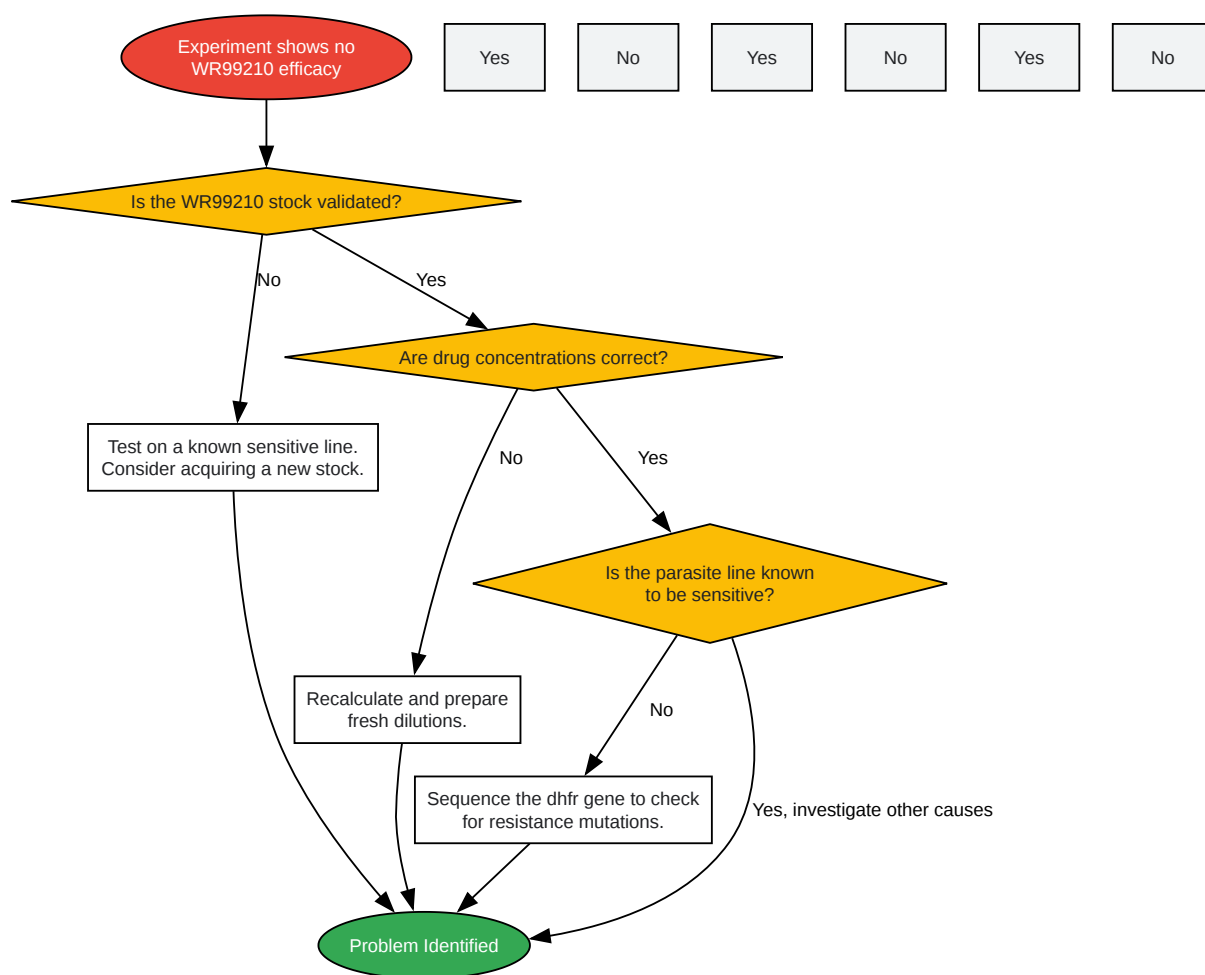 Experiment shows no
WR99210 efficacy
Yes
No
Yes
No
Yes
No
Is the WR99210 stock validated?
No
Yes
Are drug concentrations correct?
Test on a known sensitive line.
Consider acquiring a new stock.
No
Yes
Is the parasite line known
to be sensitive?
Recalculate and prepare
fresh dilutions.
No
Sequence the dhfr gene to check
for resistance mutations.
Yes, investigate other causes
Problem Identified